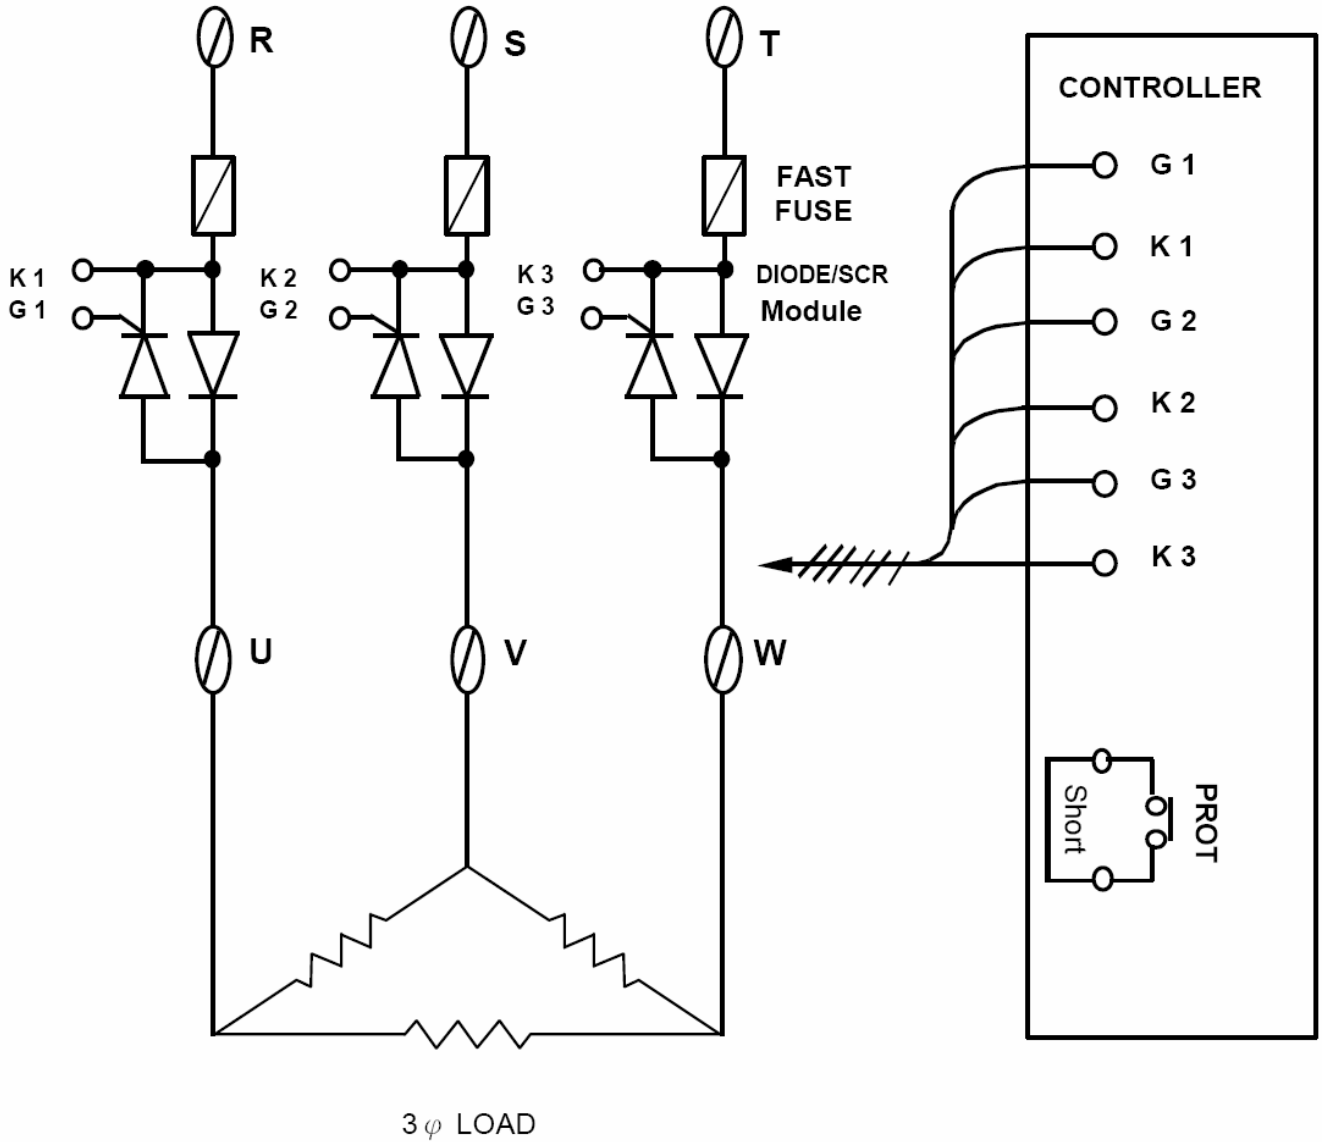 R
S
T
CONTROLLER
G 1
FAST
FUSE
K 1
K 1
G 1
K 2
G 2
K 3
G 3
DIODE/SCR
Module
G 2
K 2
G 3
K 3
U
V
W
Short
PROT
3 φ LOAD